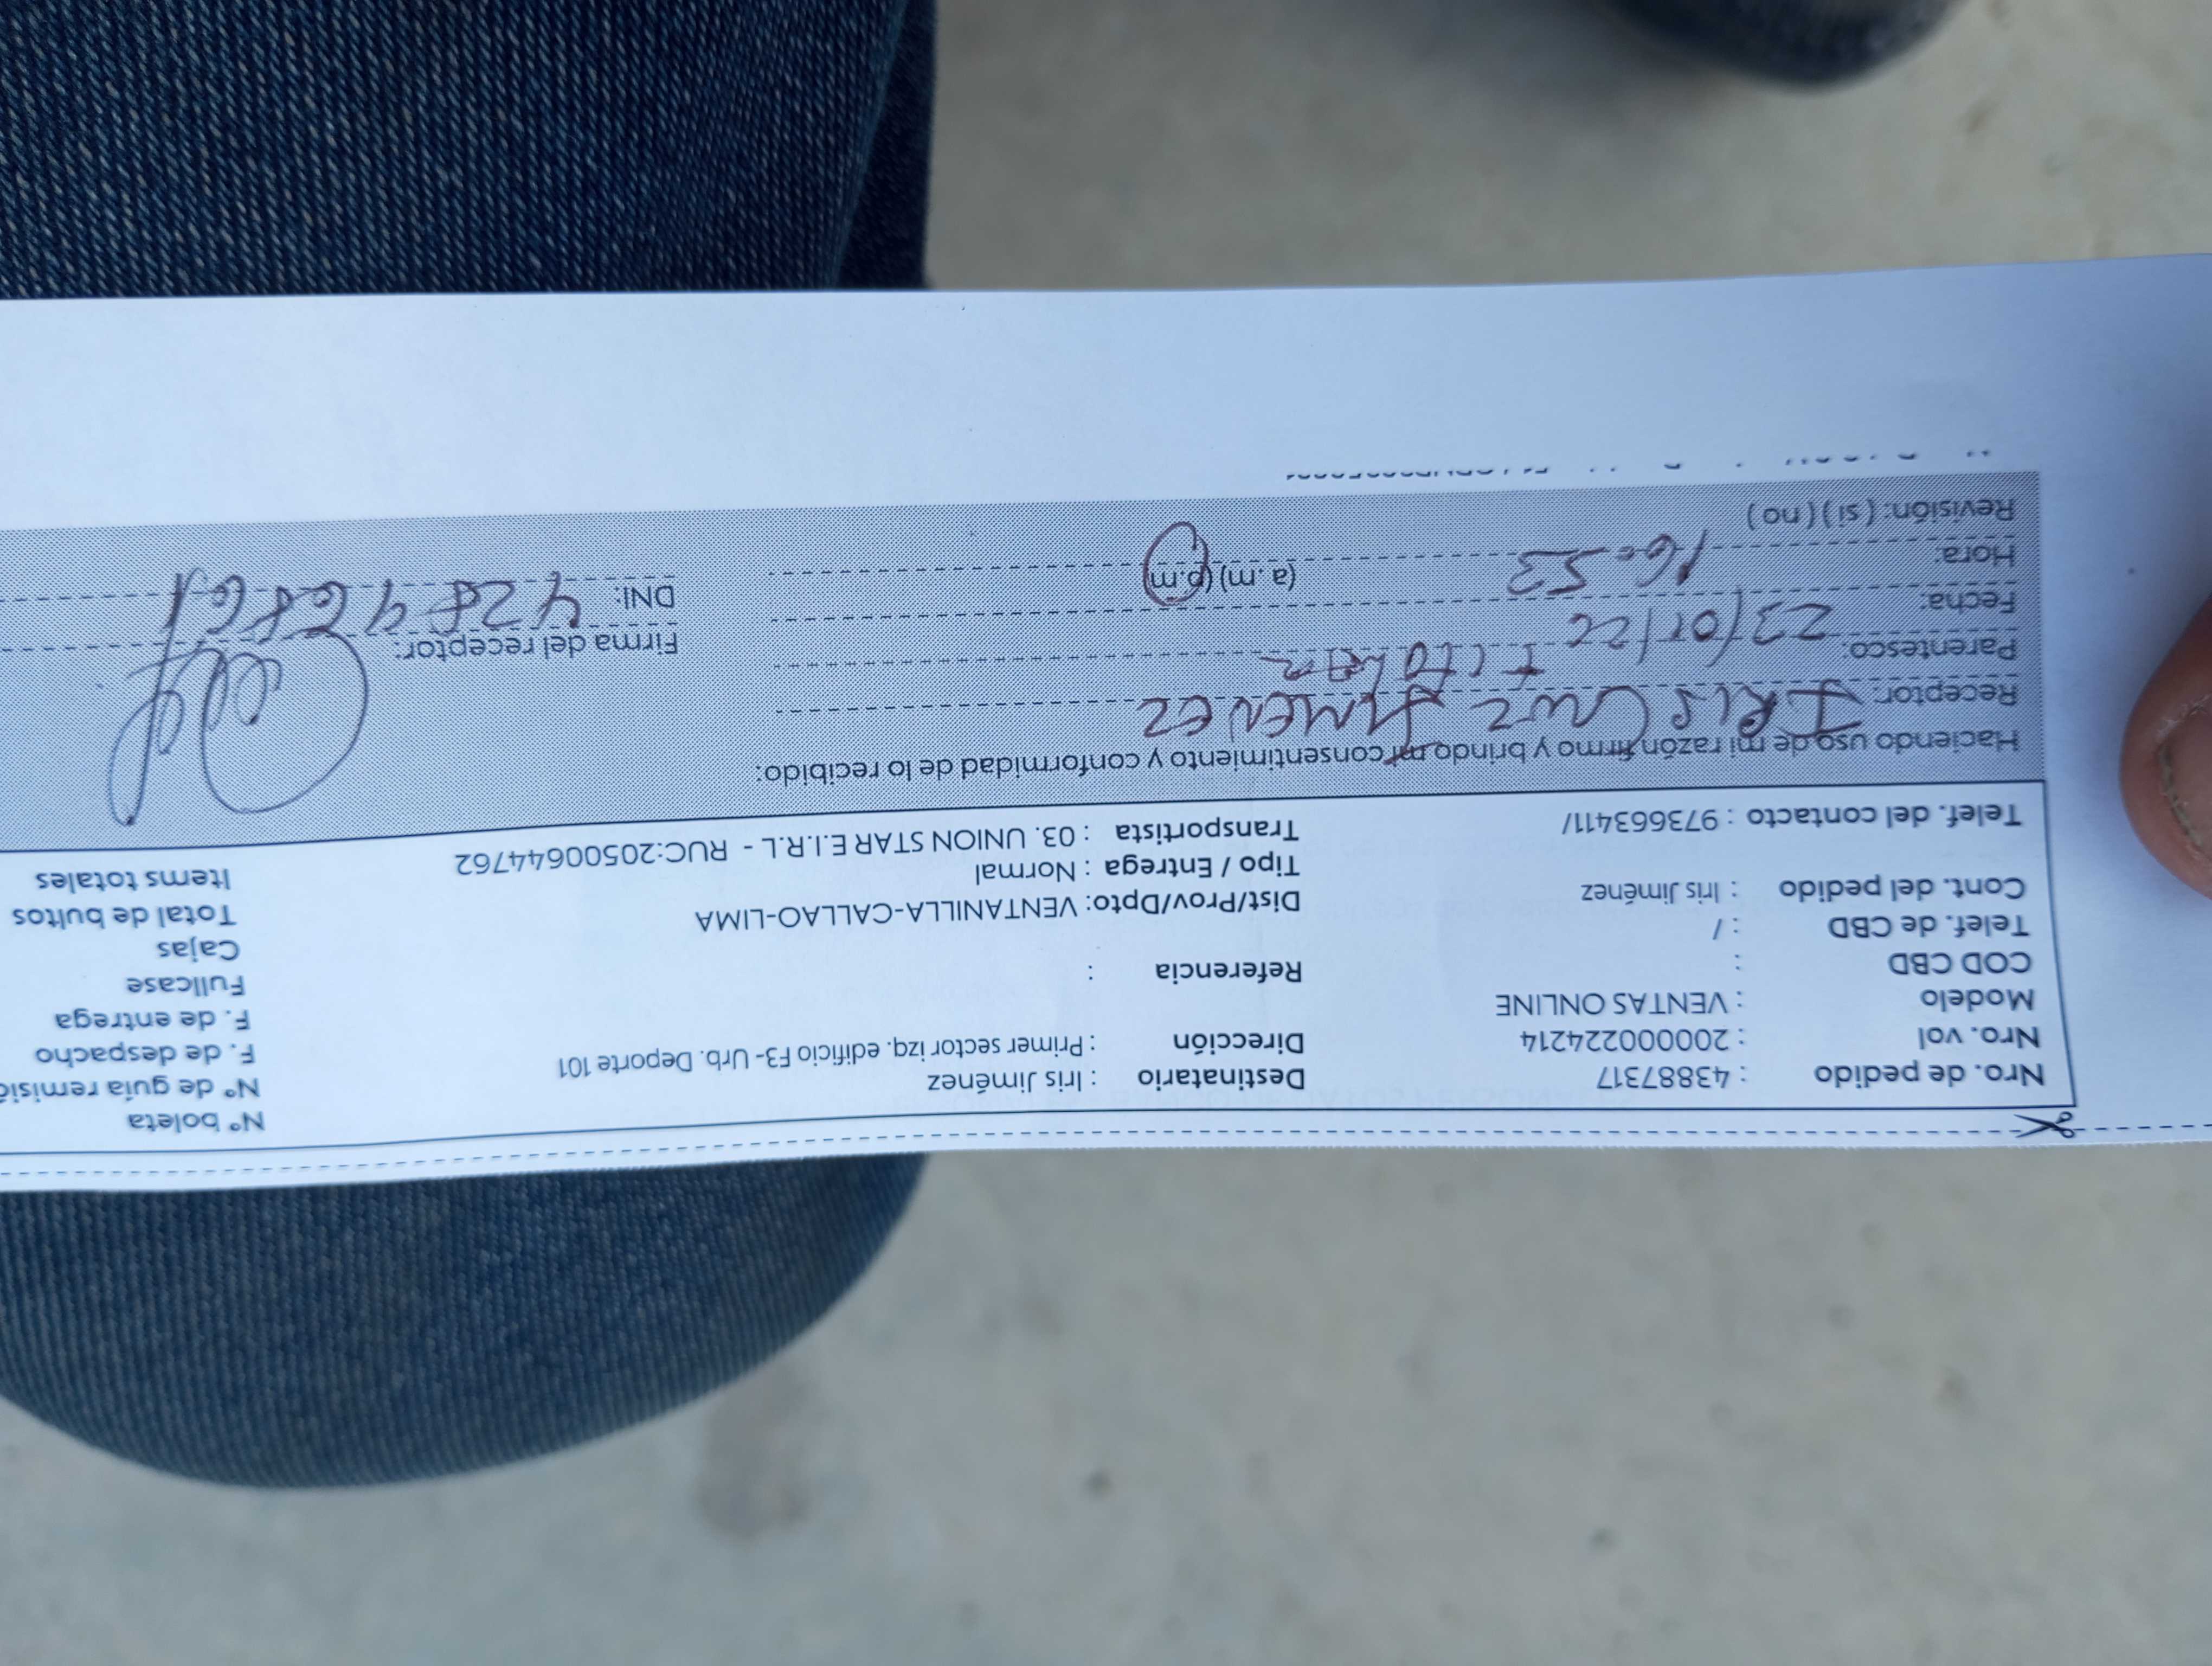 Nro. de pedido : 43887317 Destinatario : Iris Jiménez N° boleta
Nro. vol : 2000000224214 Dirección : Primer sector izq. edificio F3- Urb. Deporte 101 N° de guía remisió
Modelo : VENTAS ONLINE F. de despacho
COD CBD : Referencia : F. de entrega
Telef. de CBD : / Dist/Prov/Dpto: VENTANILLA-CALLAO-LIMA Fullcase
Cont. del pedido : Iris Jiménez Tipo / Entrega : Normal Cajas
Telef. del contacto : 973663411/ Transportista : 03. UNION STAR E.I.R.L - RUC:20500644762 Total de bultos
Items totales
Haciendo uso de mi razón firmo y brindo mi consentimiento y conformidad de lo recibido:
Receptor: IRIS CRUZ JIMENEZ
Parentesco: Firma del receptor:
Fecha: 23/01/22 DNI:
Hora: 16:53 (a.m) (p.m)
Revisión: ( si ) ( no )